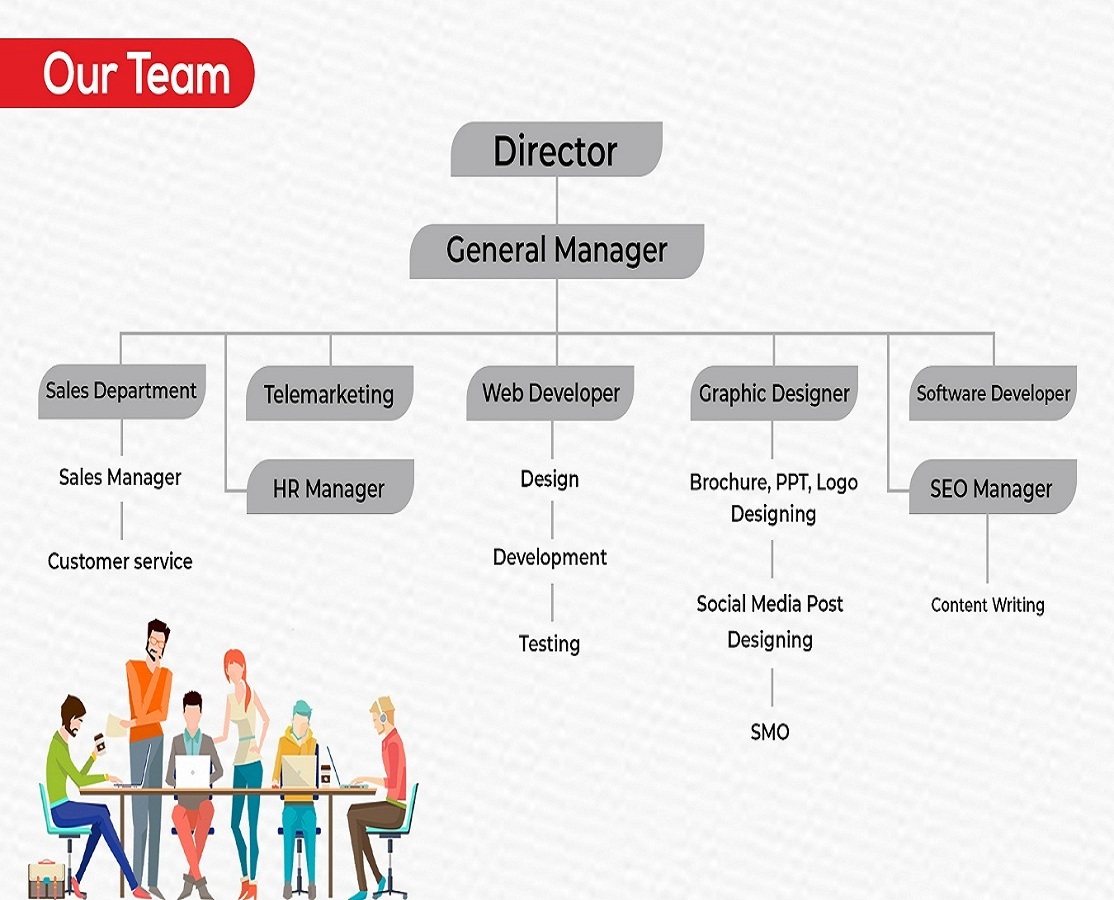 Our Team
Director
General Manager
Sales Department
Telemarketing
Web Developer
Graphic Designer
Software Developer
Sales Manager
HR Manager
Design
Brochure, PPT, Logo
Designing
SEO Manager
Customer service
Development
Social Media Post
Designing
Content Writing
Testing
SMO